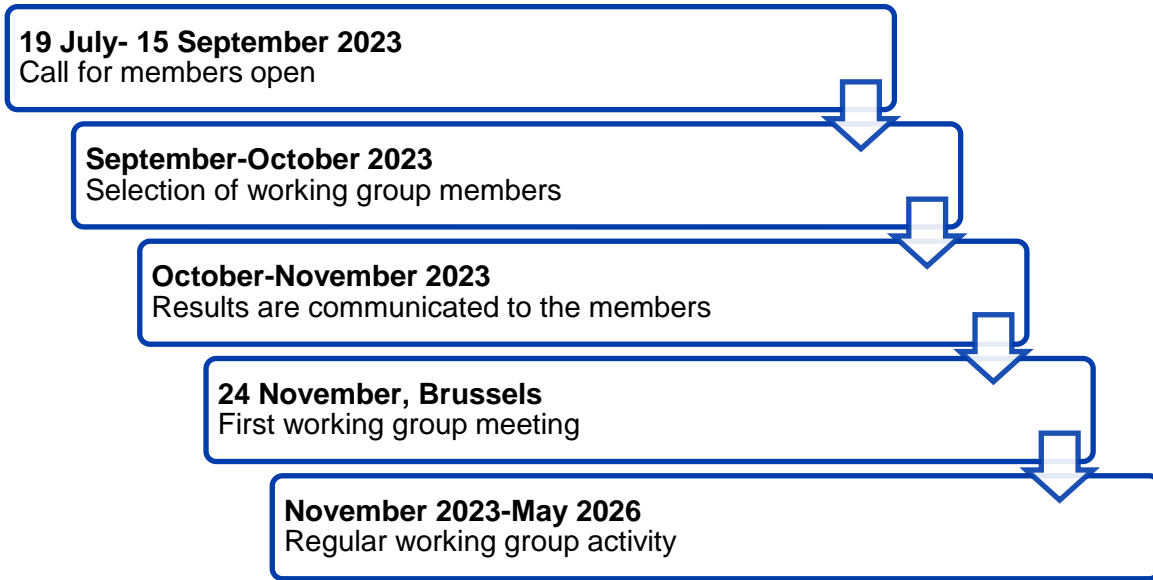 19 July- 15 September 2023
Call for members open
September-October 2023
Selection of working group members
October-November 2023
Results are communicated to the members
24 November, Brussels
First working group meeting
November 2023-May 2026
Regular working group activity